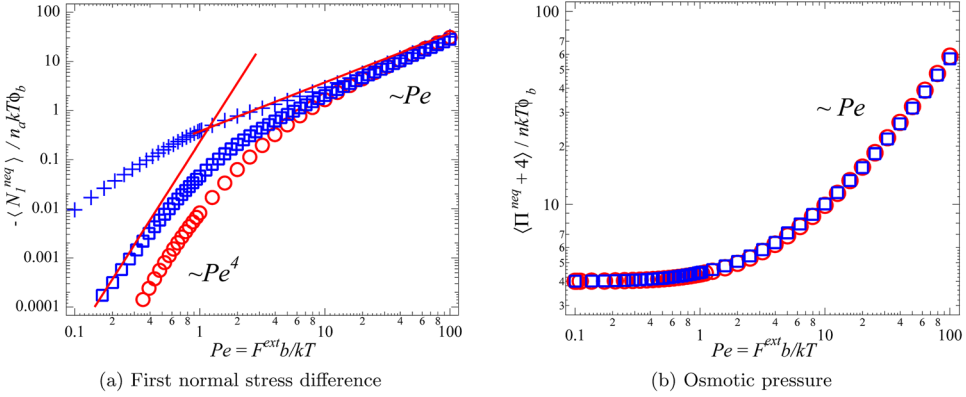 100
10
1
0.1
0.01
0.001
0.0001
- ⟨ N₁ⁿᵉq ⟩ / nₐkTϕb
~Pe
~Pe⁴
0.1 2 4 6 8 1 2 4 6 8 10 2 4 6 8 100
Pe = Fᵉˣᵗb/kT
(a) First normal stress difference
100
6
5
4
3
2
10
6
5
4
3
⟨Πⁿᵉq + 4⟩ / nkTϕb
~ Pe
0.1 2 4 6 8 1 2 4 6 8 10 2 4 6 8 100
Pe = Fᵉˣᵗb/kT
(b) Osmotic pressure